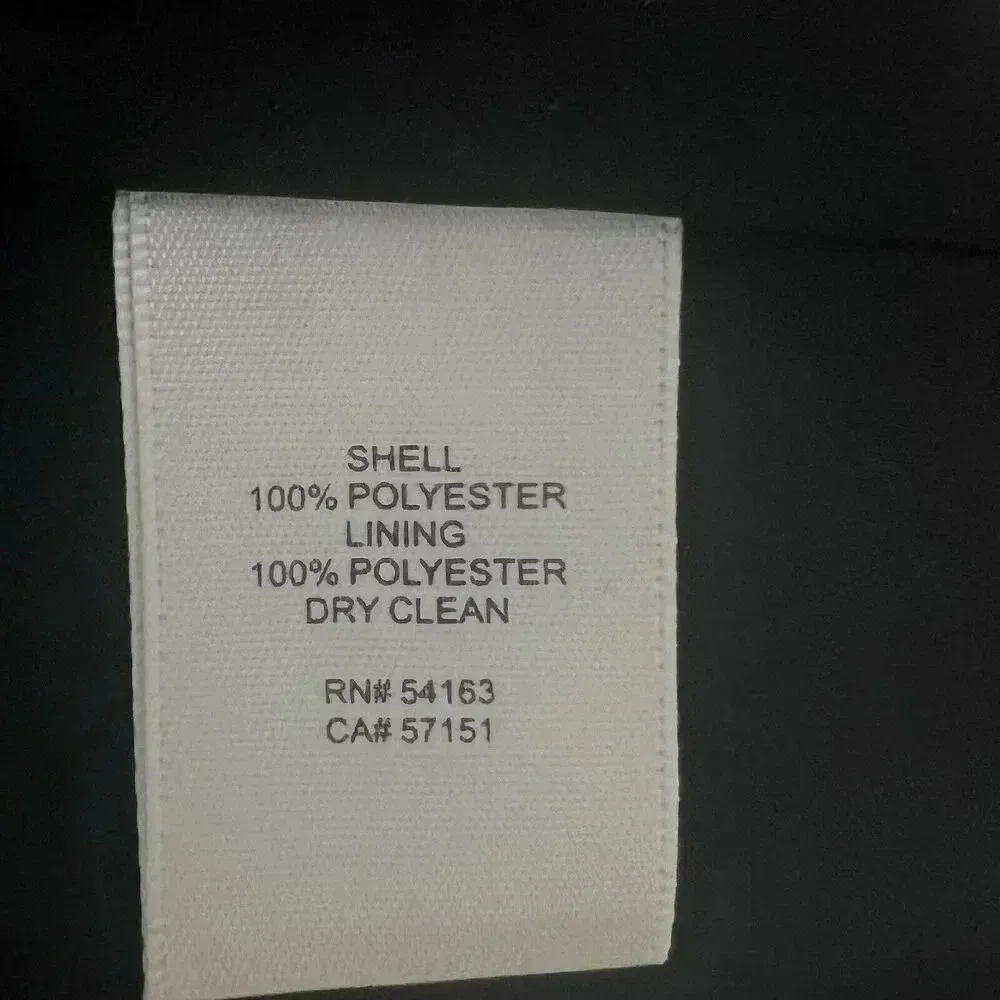 SHELL
100% POLYESTER
LINING
100% POLYESTER
DRY CLEAN
RN# 54163
CA# 57151